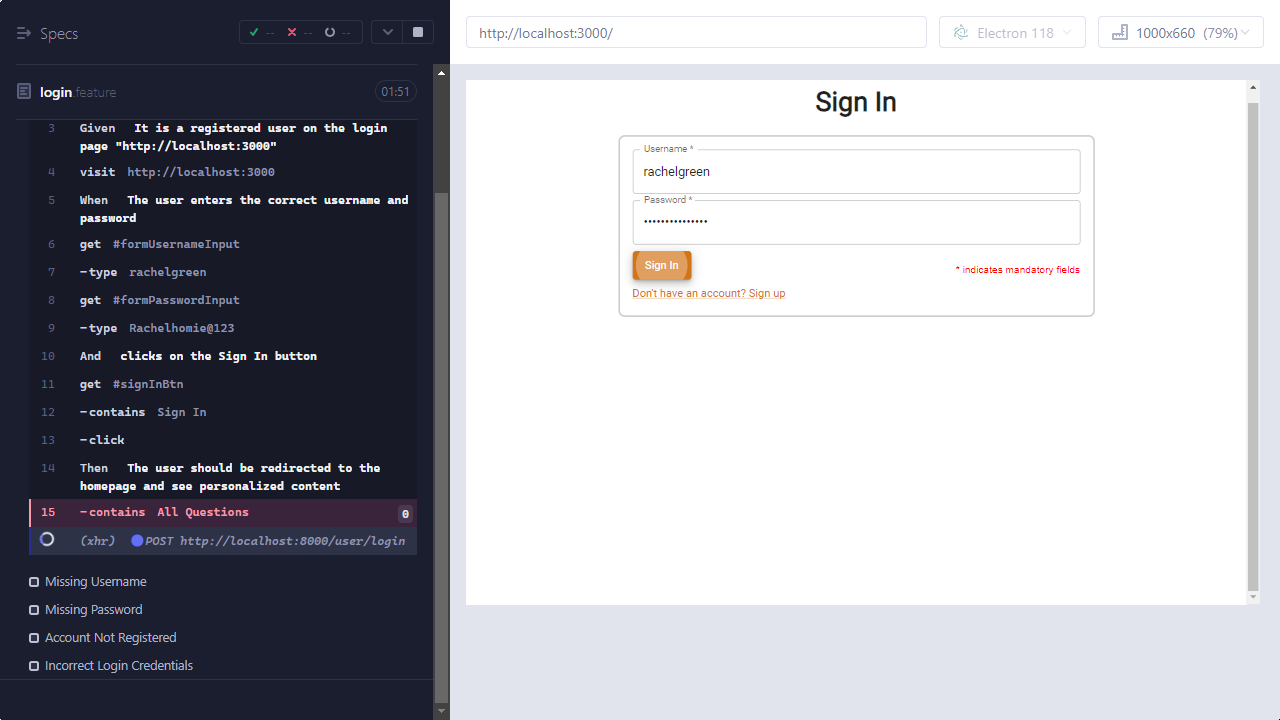 Specs
--
--
--
login.feature
01:51
3 Given It is a registered user on the login
page "http://localhost:3000"
4 visit http://localhost:3000
5 When The user enters the correct username and
password
6 get #formUsernameInput
7 -type rachelgreen
8 get #formPasswordInput
9 -type Rachelhomie@123
10 And clicks on the Sign In button
11 get #signInBtn
12 -contains Sign In
13 -click
14 Then The user should be redirected to the
homepage and see personalized content
15 -contains All Questions 0
(xhr) POST http://localhost:8000/user/login
Missing Username
Missing Password
Account Not Registered
Incorrect Login Credentials
http://localhost:3000/
Electron 118
1000x660 (79%)
Sign In
Username *
rachelgreen
Password *
•••••••••••••••
Sign In
* indicates mandatory fields
Don't have an account? Sign up